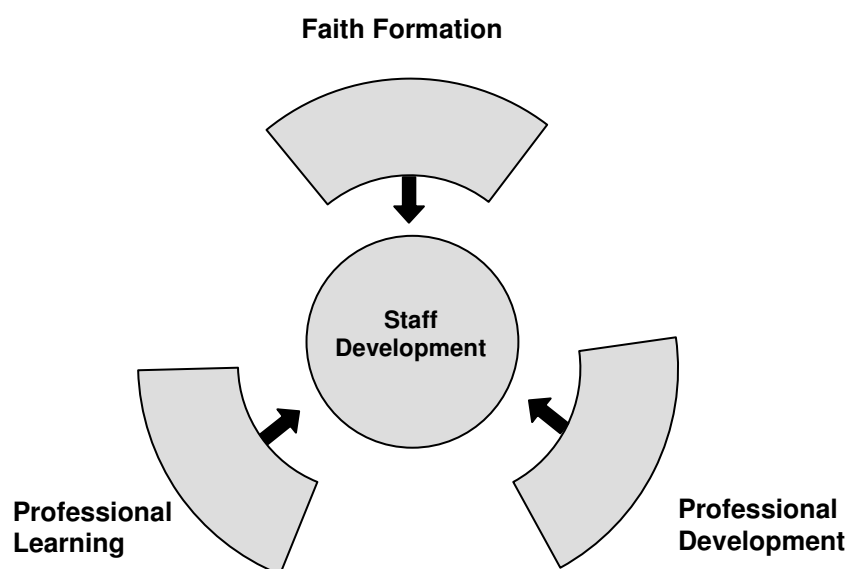 Faith Formation
Staff
Development
Professional
Learning
Professional
Development